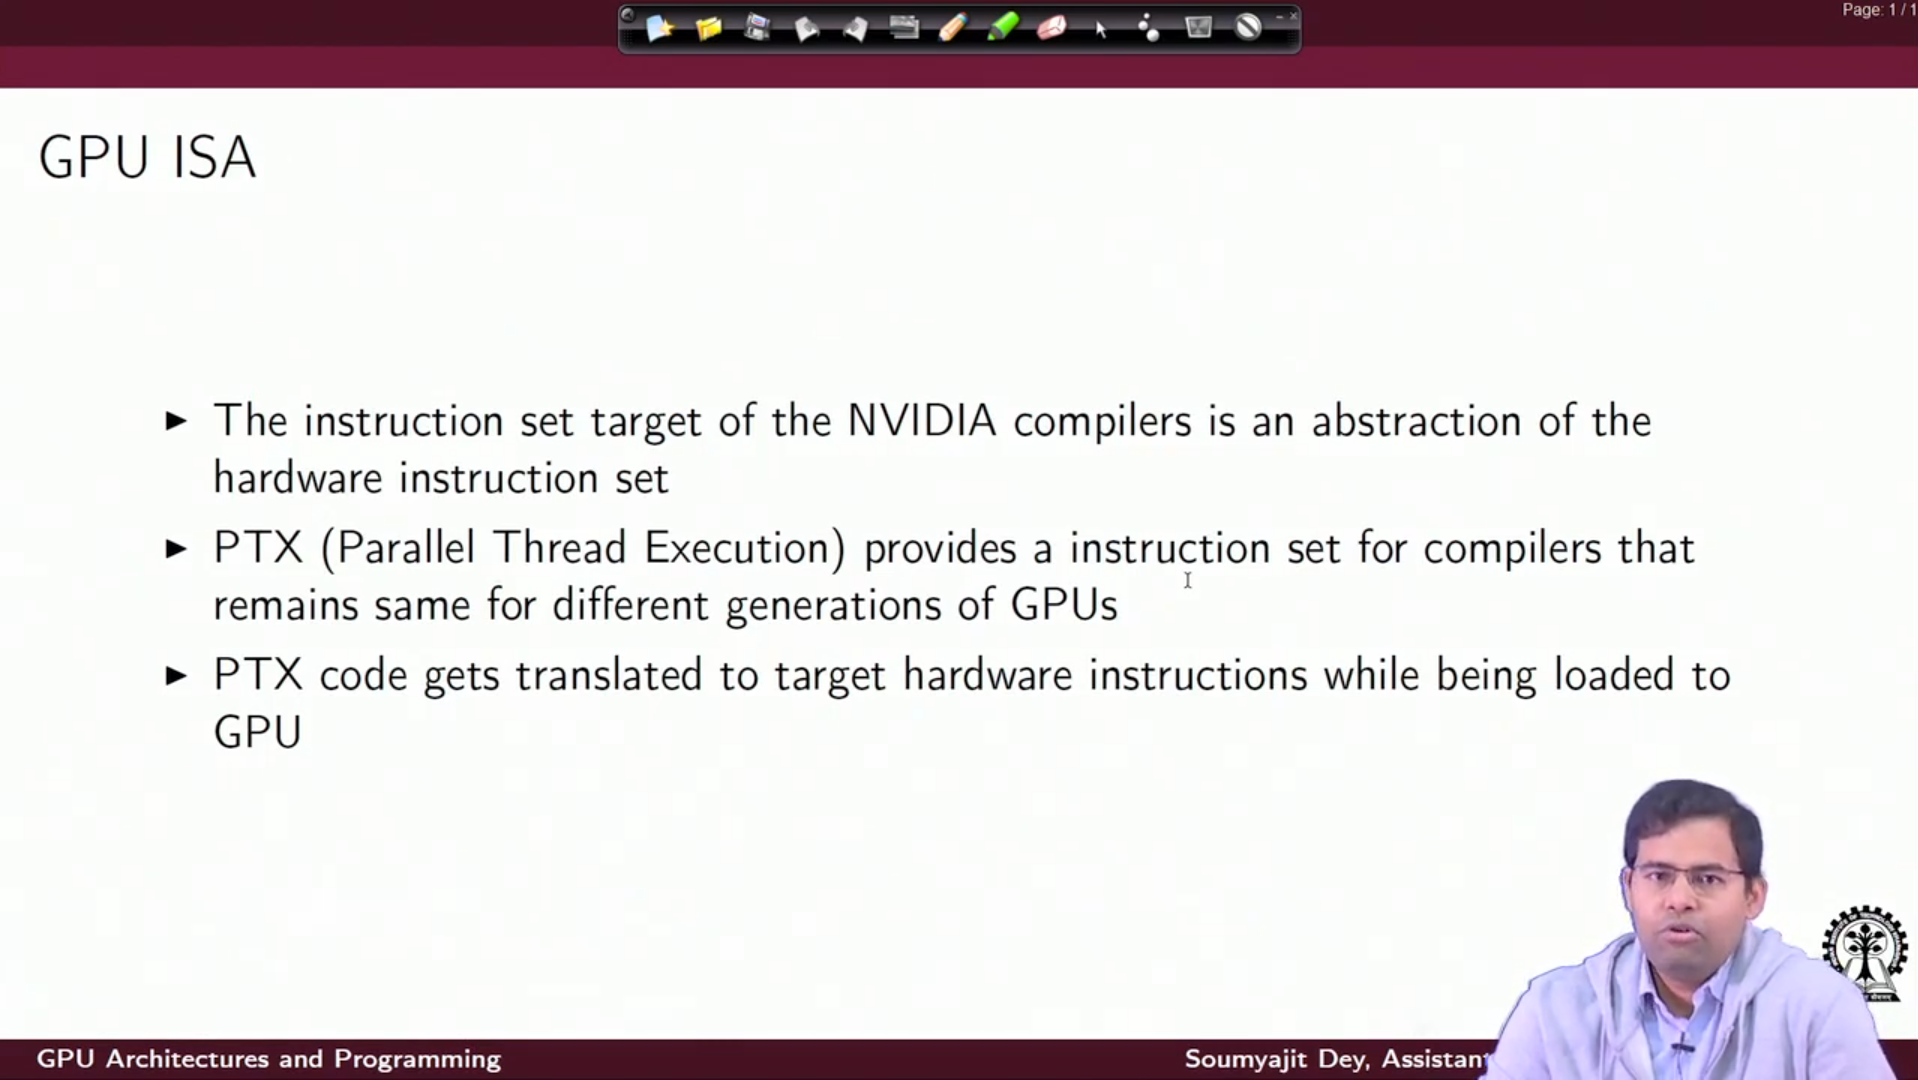 Page: 1 / 1
GPU ISA
The instruction set target of the NVIDIA compilers is an abstraction of the
hardware instruction set
PTX (Parallel Thread Execution) provides a instruction set for compilers that
remains same for different generations of GPUs
PTX code gets translated to target hardware instructions while being loaded to
GPU
GPU Architectures and Programming
Soumyajit Dey, Assistant